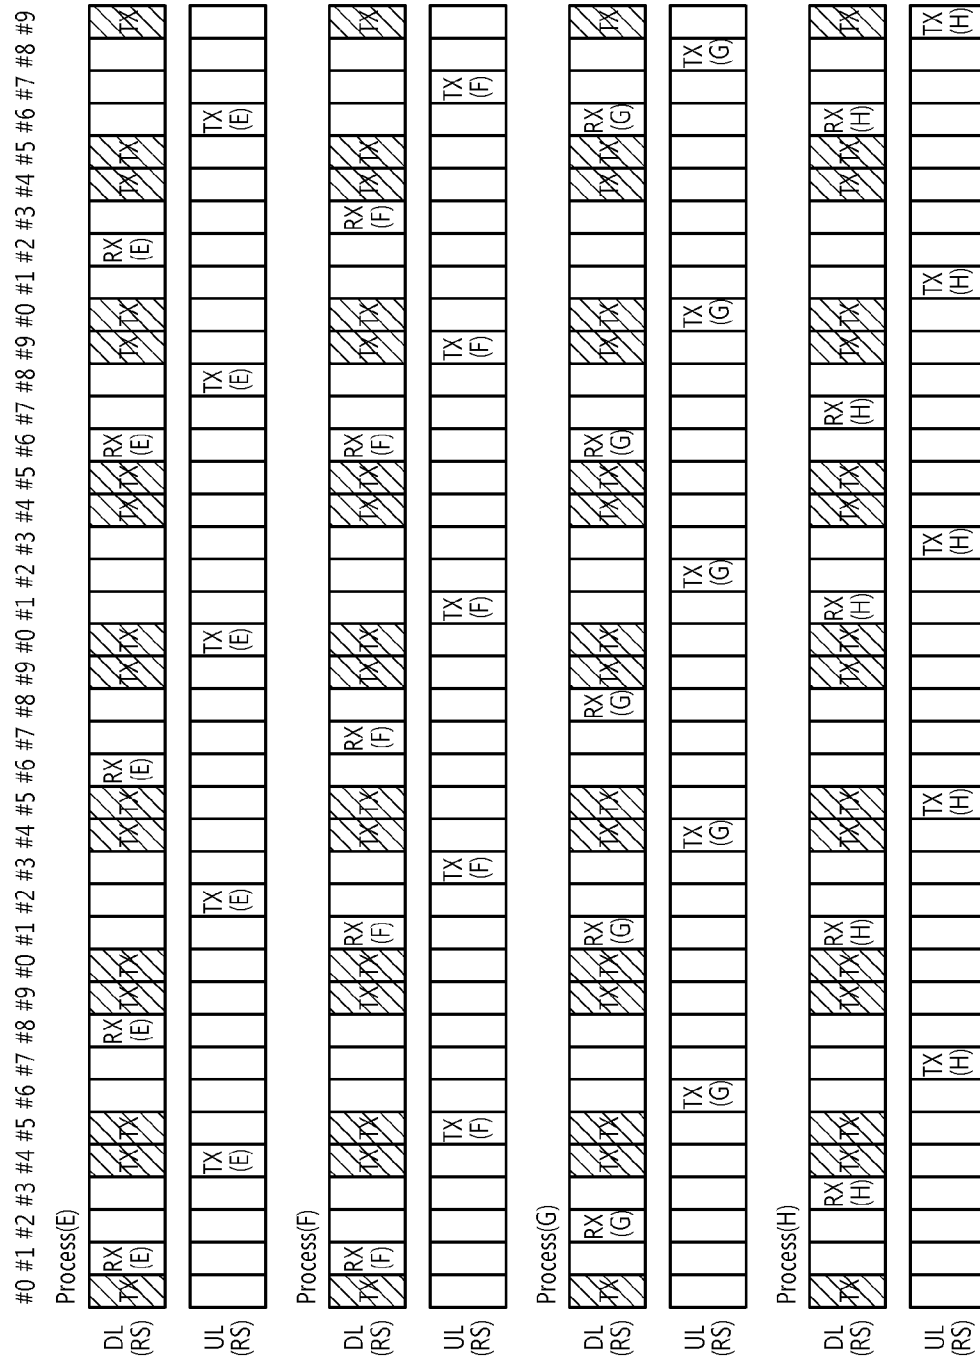 #0 #1 #2 #3 #4 #5 #6 #7 #8 #9 #0 #1 #2 #3 #4 #5 #6 #7 #8 #9 #0 #1 #2 #3 #4 #5 #6 #7 #8 #9 #0 #1 #2 #3 #4 #5 #6 #7 #8 #9
Process(E)
DL TX RX TX TX RX TX TX TX TX RX TX TX TX TX RX TX TX RX TX TX TX
(RS) (E) (E) (E) (E) (E)
UL TX TX TX TX TX
(RS) (E) (E) (E) (E) (E)
Process(F)
DL TX RX TX TX TX TX RX TX TX RX TX TX TX TX RX TX TX RX TX TX TX
(RS) (F) (F) (F) (F) (F)
UL TX TX TX TX TX
(RS) (F) (F) (F) (F) (F)
Process(G)
DL TX RX TX TX TX TX RX TX TX RX TX TX TX TX RX TX TX TX TX RX TX
(RS) (G) (G) (G) (G) (G)
UL TX TX TX TX TX
(RS) (G) (G) (G) (G) (G)
Process(H)
DL TX RX TX TX TX TX RX TX TX TX TX RX TX TX RX TX TX TX TX RX TX
(RS) (H) (H) (H) (H) (H)
UL TX TX TX TX TX
(RS) (H) (H) (H) (H) (H)